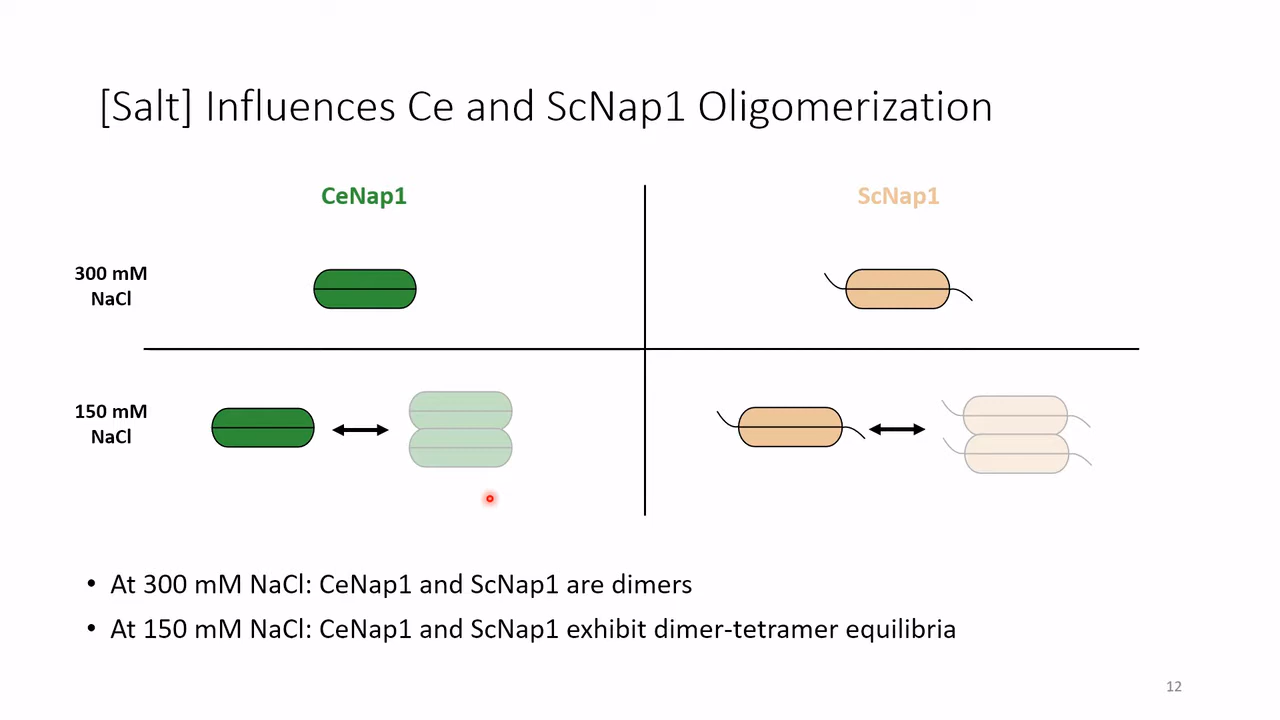 [Salt] Influences Ce and ScNap1 Oligomerization
CeNap1
ScNap1
300 mM
NaCl
150 mM
NaCl
• At 300 mM NaCl: CeNap1 and ScNap1 are dimers
• At 150 mM NaCl: CeNap1 and ScNap1 exhibit dimer-tetramer equilibria
12